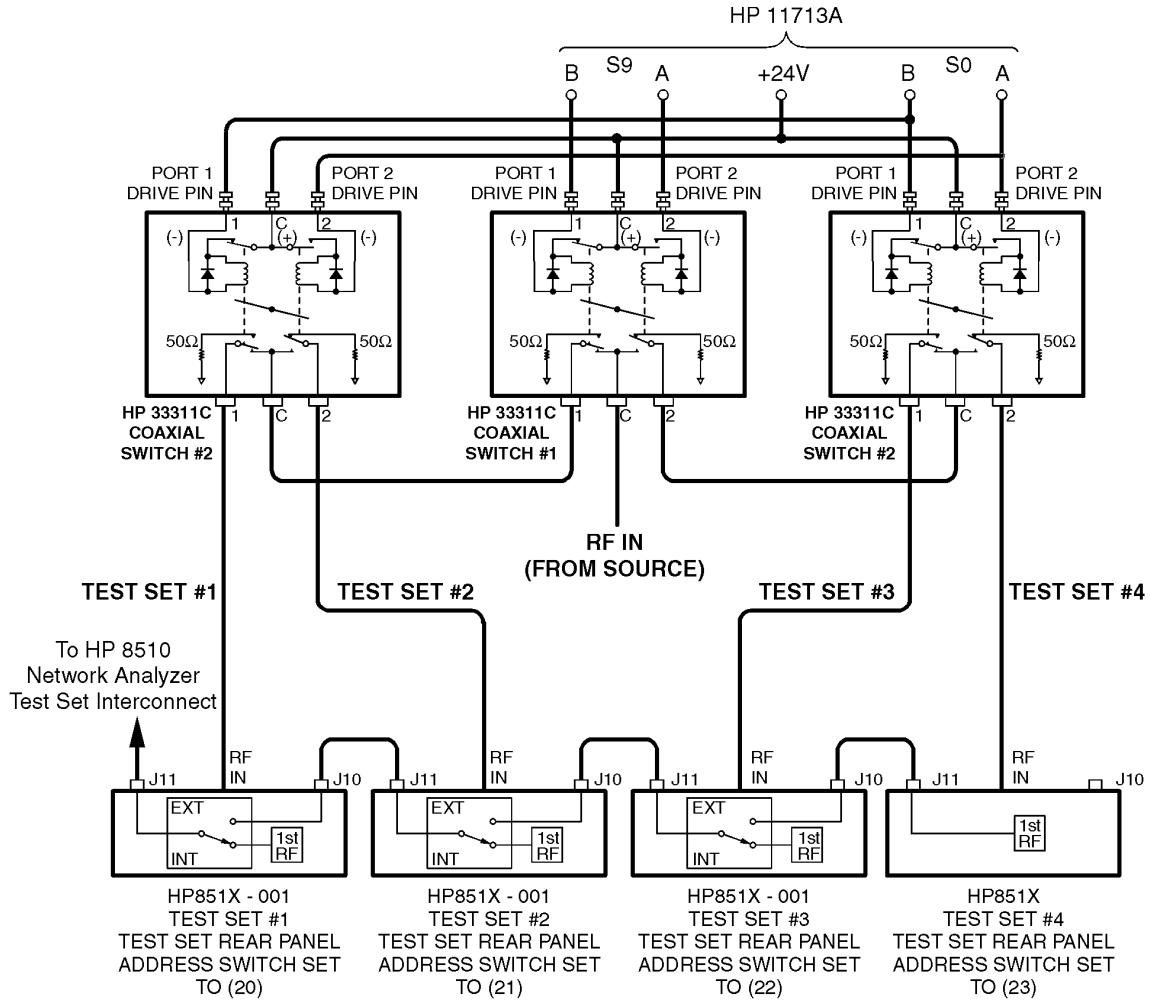 HP 11713A
B S9 A +24V B S0 A
PORT 1
DRIVE PIN
PORT 2
DRIVE PIN
PORT 1
DRIVE PIN
PORT 2
DRIVE PIN
PORT 1
DRIVE PIN
PORT 2
DRIVE PIN
1 C 2
(-) (+) (-)
50Ω 50Ω
1 C 2
(-) (+) (-)
50Ω 50Ω
1 C 2
(-) (+) (-)
50Ω 50Ω
HP 33311C
COAXIAL
SWITCH #2
1 C 2
HP 33311C
COAXIAL
SWITCH #1
1 C 2
HP 33311C
COAXIAL
SWITCH #2
1 C 2
RF IN
(FROM SOURCE)
TEST SET #1
TEST SET #2
TEST SET #3
TEST SET #4
To HP 8510
Network Analyzer
Test Set Interconnect
J11
RF
IN
J10
J11
RF
IN
J10
J11
RF
IN
J10
J11
RF
IN
J10
EXT
INT
1st
RF
EXT
INT
1st
RF
EXT
INT
1st
RF
1st
RF
HP851X - 001
TEST SET #1
TEST SET REAR PANEL
ADDRESS SWITCH SET
TO (20)
HP851X - 001
TEST SET #2
TEST SET REAR PANEL
ADDRESS SWITCH SET
TO (21)
HP851X - 001
TEST SET #3
TEST SET REAR PANEL
ADDRESS SWITCH SET
TO (22)
HP851X
TEST SET #4
TEST SET REAR PANEL
ADDRESS SWITCH SET
TO (23)